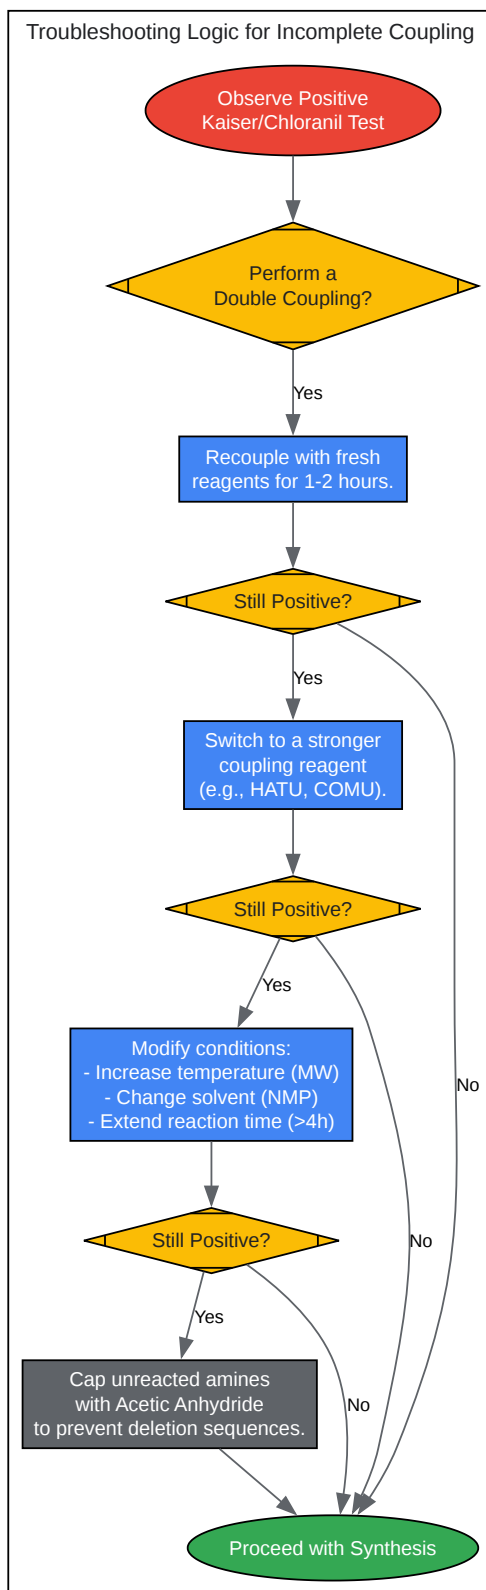 Troubleshooting Logic for Incomplete Coupling
Observe Positive
Kaiser/Chloranil Test
Perform a
Double Coupling?
Yes
Recouple with fresh
reagents for 1-2 hours.
Still Positive?
Yes
Switch to a stronger
coupling reagent
(e.g., HATU, COMU).
Still Positive?
Yes
Modify conditions:
- Increase temperature (MW)
- Change solvent (NMP)
- Extend reaction time (>4h)
No
Still Positive?
No
Yes
Cap unreacted amines
with Acetic Anhydride
to prevent deletion sequences.
No
Proceed with Synthesis